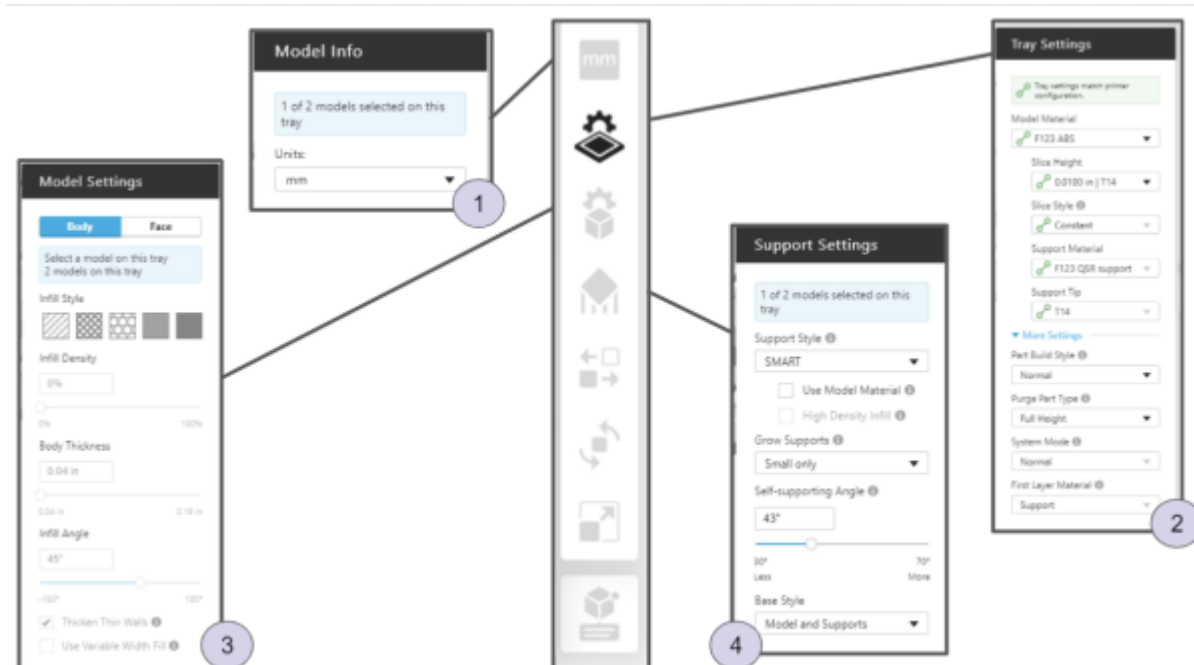 Model Info
1 of 2 models selected on this
tray
Units:
mm
1
mm
Tray Settings
Tray settings match printer
configuration.
Model Material
F123 ABS
Slice Height
0.0100 in | T14
Slice Style
Constant
Support Material
F123 QSR support
Support Tip
T14
More Settings
Part Build Style
Normal
Purge Part Type
Full Height
System Mode
Normal
First Layer Material
Support
2
Model Settings
Body Face
Select a model on this tray
2 models on this tray
Infill Style
Infill Density
0%
0% 100%
Body Thickness
0.04 in
0.04 in 0.16 in
Infill Angle
45°
-180° 180°
Thicken Thin Walls
Use Variable Width Fill
3
Support Settings
1 of 2 models selected on this
tray
Support Style
SMART
Use Model Material
High Density Infill
Grow Supports
Small only
Self-supporting Angle
43°
70°
Less More
Base Style
Model and Supports
4